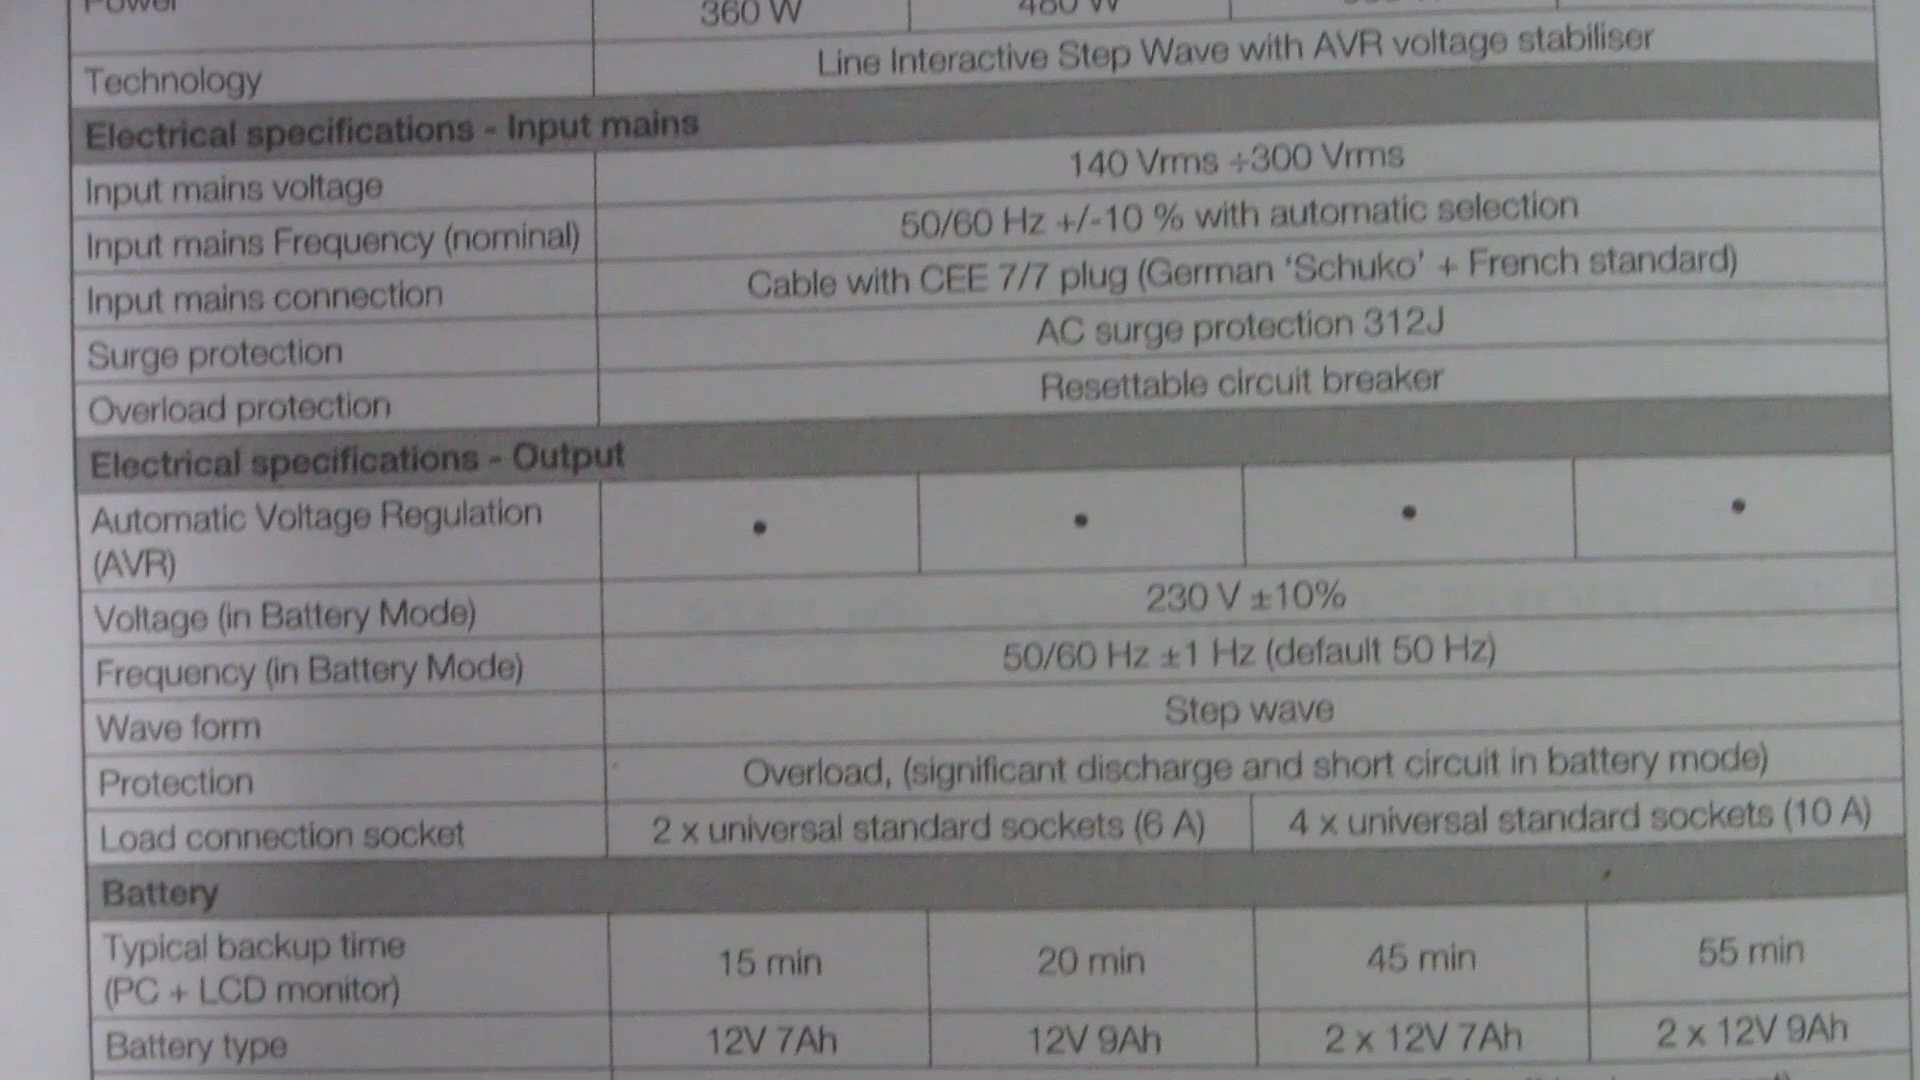 Power 360 W 480 W
Technology Line Interactive Step Wave with AVR voltage stabiliser
Electrical specifications - Input mains
Input mains voltage 140 Vrms ÷300 Vrms
Input mains Frequency (nominal) 50/60 Hz +/-10 % with automatic selection
Input mains connection Cable with CEE 7/7 plug (German ‘Schuko’ + French standard)
Surge protection AC surge protection 312J
Overload protection Resettable circuit breaker
Electrical specifications - Output
Automatic Voltage Regulation
(AVR) • • • •
Voltage (in Battery Mode) 230 V ±10%
Frequency (in Battery Mode) 50/60 Hz ±1 Hz (default 50 Hz)
Wave form Step wave
Protection Overload, (significant discharge and short circuit in battery mode)
Load connection socket 2 x universal standard sockets (6 A) 4 x universal standard sockets (10 A)
Battery
Typical backup time
(PC + LCD monitor) 15 min 20 min 45 min 55 min
Battery type 12V 7Ah 12V 9Ah 2 x 12V 7Ah 2 x 12V 9Ah